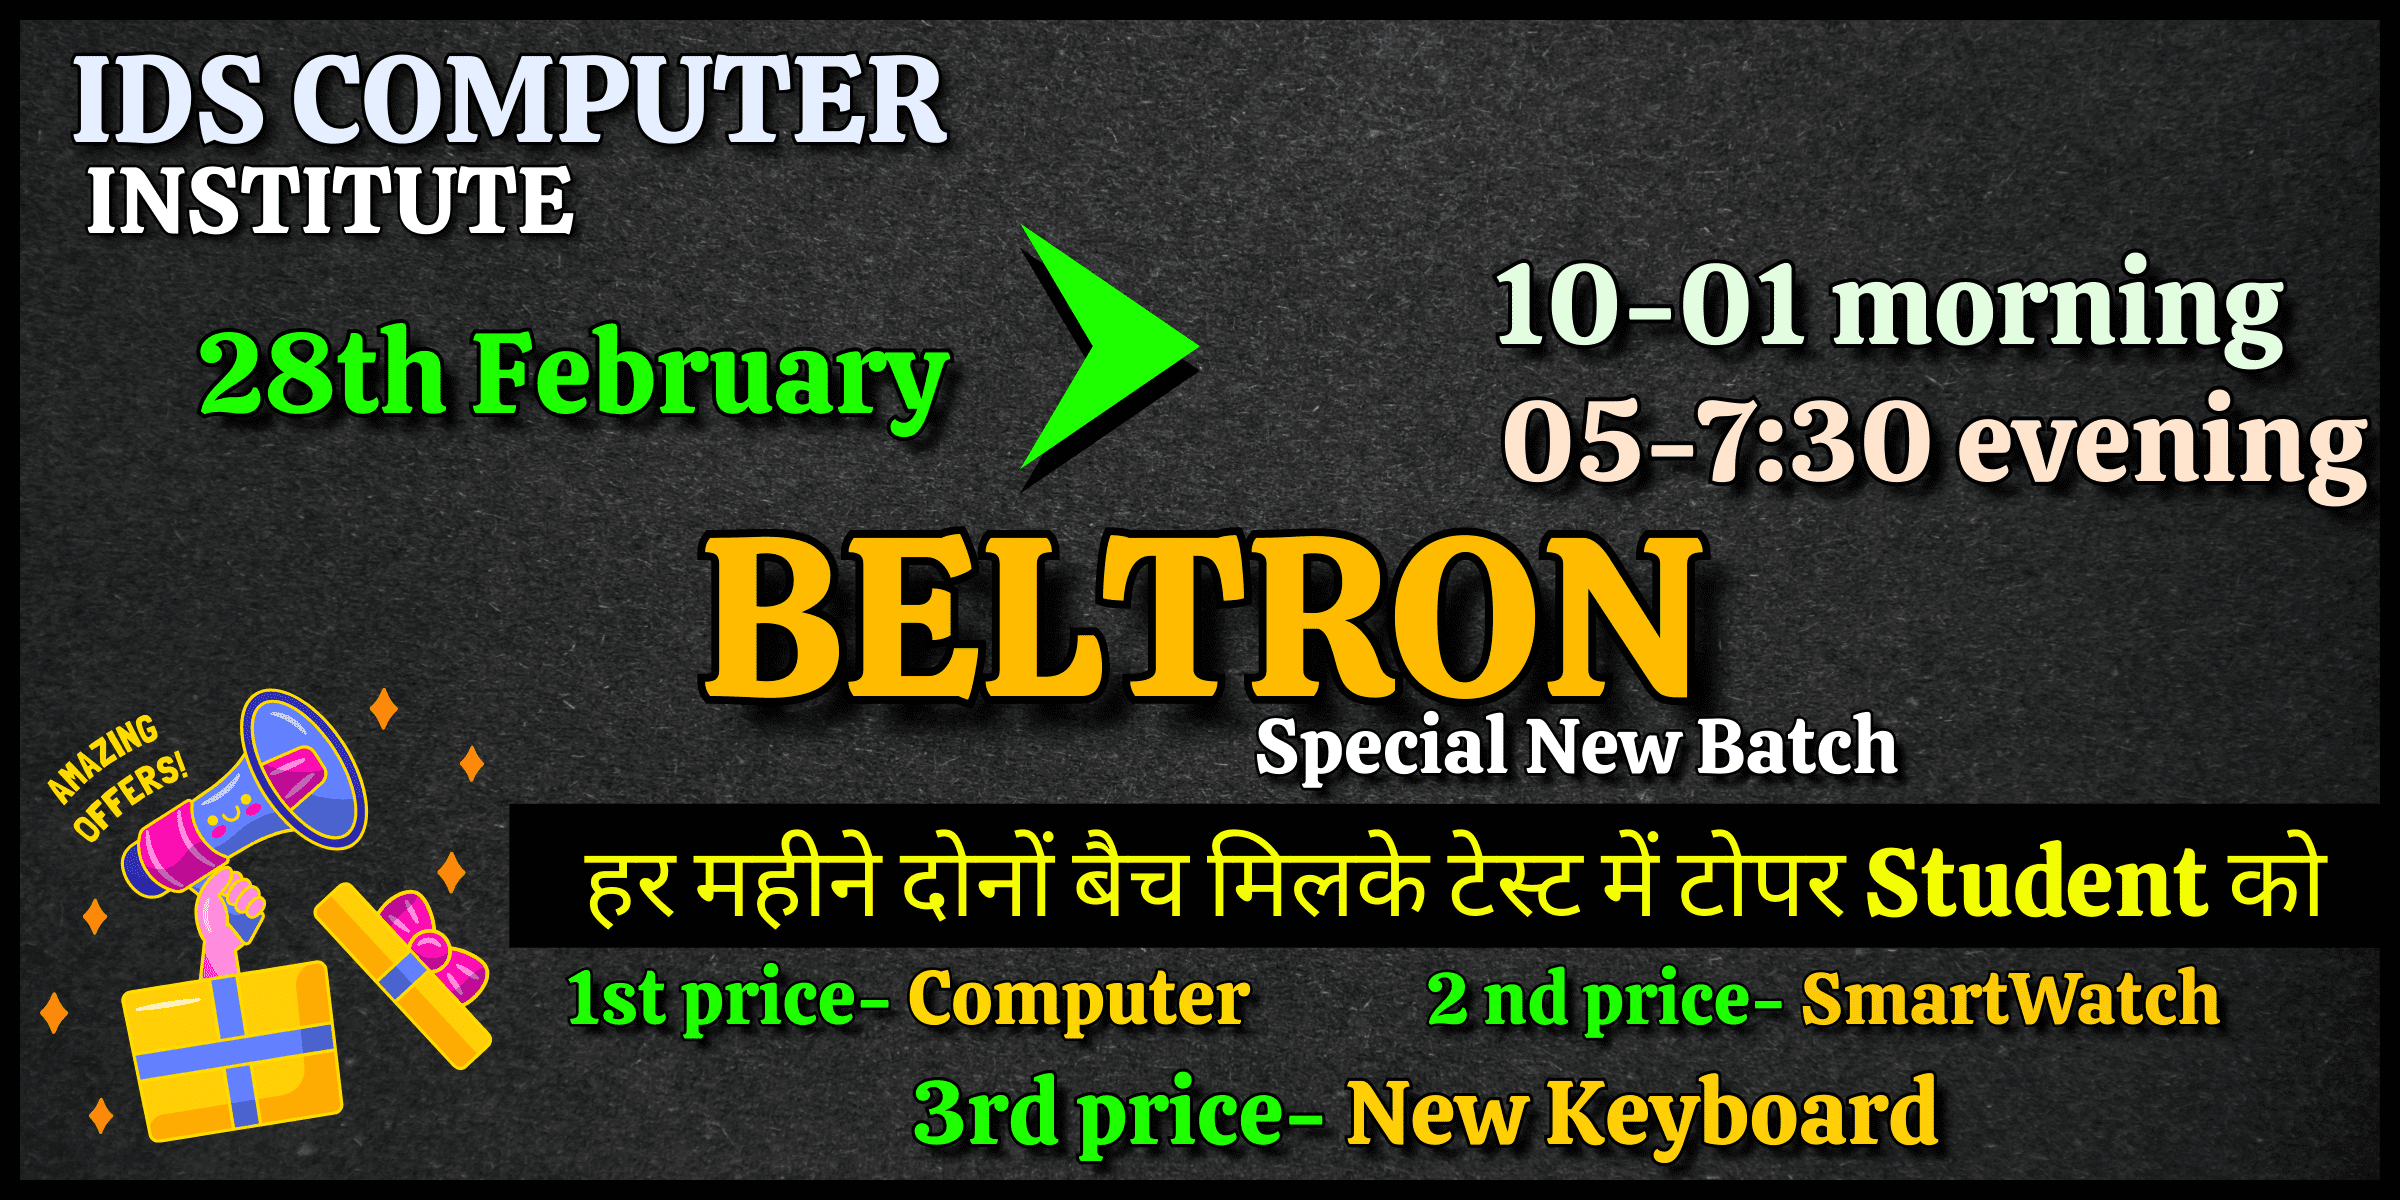 IDS COMPUTER
INSTITUTE
28th February
10-01 morning
05-7:30 evening
BELTRON
Special New Batch
AMAZING
OFFERS!
हर महीने दोनों बैच मिलके टेस्ट में टोपर Student को
1st price- Computer
2 nd price- SmartWatch
3rd price- New Keyboard